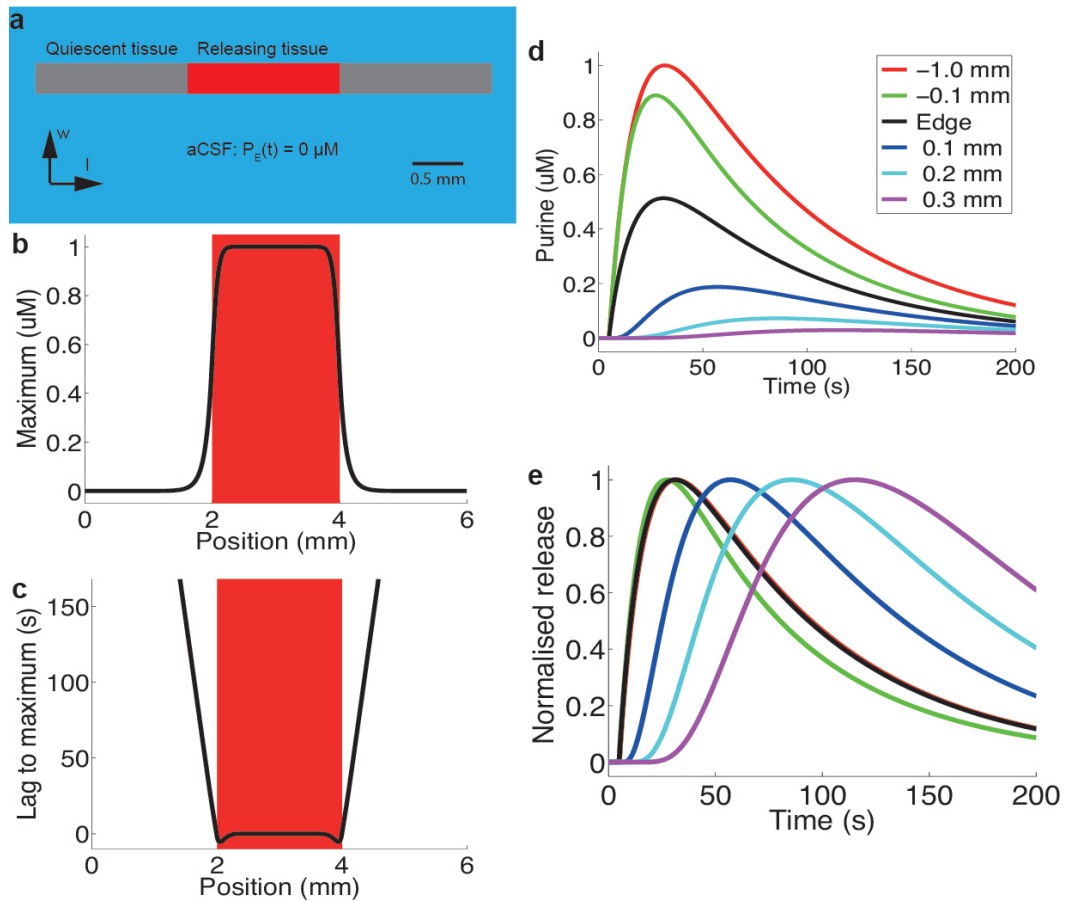 a
Quiescent tissue
Releasing tissue
w
l
aCSF: P_E(t) = 0 µM
0.5 mm
b
Maximum (uM)
1
0.8
0.6
0.4
0.2
0
0
2
4
6
Position (mm)
c
Lag to maximum (s)
150
100
50
0
0
2
4
6
Position (mm)
d
Purine (uM)
1
0.8
0.6
0.4
0.2
0
0
50
100
150
200
Time (s)
−1.0 mm
−0.1 mm
Edge
0.1 mm
0.2 mm
0.3 mm
e
Normalised release
1
0.8
0.6
0.4
0.2
0
0
50
100
150
200
Time (s)